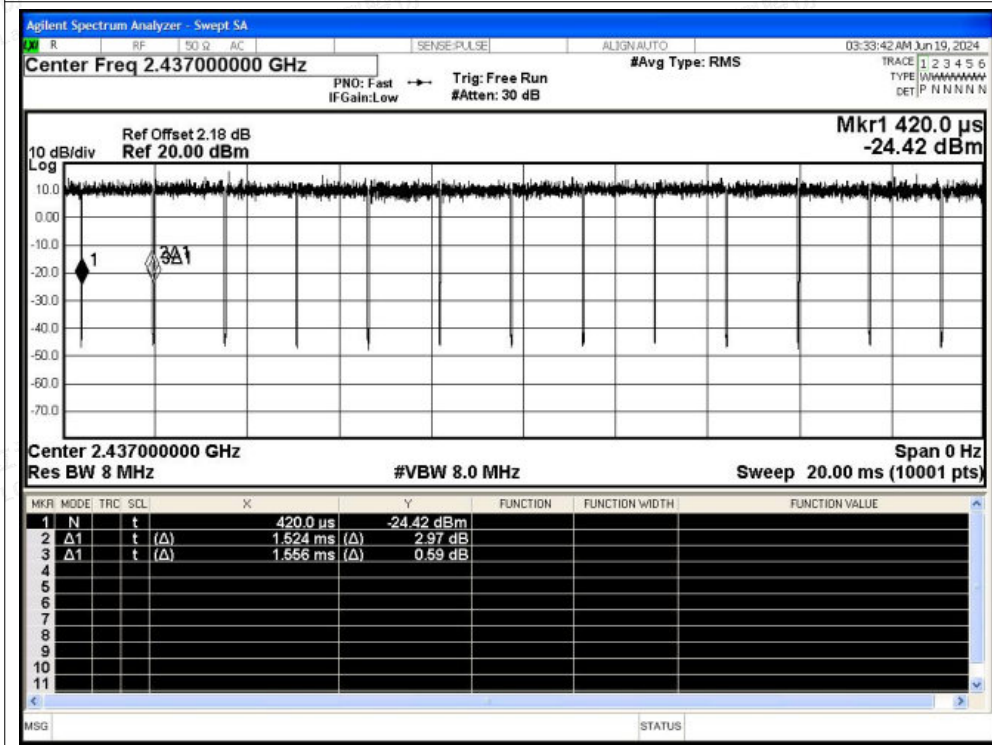 Agilent Spectrum Analyzer - Swept SA
LXI R RF 50 Ω AC SENSE:PULSE ALIGNAUTO 03:33:42 AM Jun 19, 2024
Center Freq 2.437000000 GHz #Avg Type: RMS TRACE 1 2 3 4 5 6
PNO: Fast Trig: Free Run TYPE
IFGain:Low #Atten: 30 dB DET P N N N N N
Mkr1 420.0 µs
Ref Offset 2.18 dB
10 dB/div Ref 20.00 dBm -24.42 dBm
Log
10.0
0.00
-10.0
1
3Δ1
-20.0
-30.0
-40.0
-50.0
-60.0
-70.0
Center 2.437000000 GHz Span 0 Hz
Res BW 8 MHz #VBW 8.0 MHz Sweep 20.00 ms (10001 pts)
MKR MODE TRC SCL X Y FUNCTION FUNCTION WIDTH FUNCTION VALUE
1 N t 420.0 µs -24.42 dBm
2 Δ1 t (Δ) 1.524 ms (Δ) 2.97 dB
3 Δ1 t (Δ) 1.556 ms (Δ) 0.59 dB
4
5
6
7
8
9
10
11
MSG STATUS